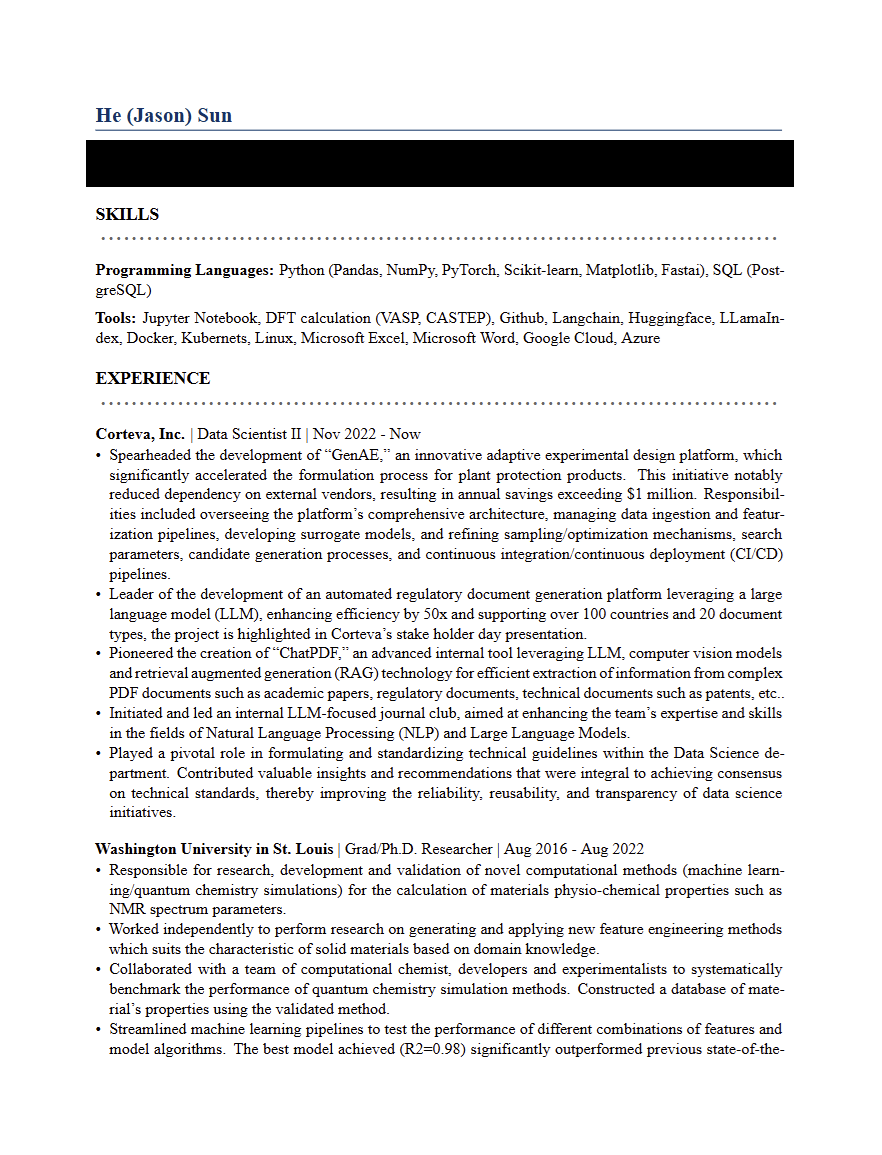 He (Jason) Sun
SKILLS
Programming Languages: Python (Pandas, NumPy, PyTorch, Scikit-learn, Matplotlib, Fastai), SQL (Post-
greSQL)
Tools: Jupyter Notebook, DFT calculation (VASP, CASTEP), Github, Langchain, Huggingface, LLamaIn-
dex, Docker, Kubernets, Linux, Microsoft Excel, Microsoft Word, Google Cloud, Azure
EXPERIENCE
Corteva, Inc. | Data Scientist II | Nov 2022 - Now
• Spearheaded the development of “GenAE,” an innovative adaptive experimental design platform, which
significantly accelerated the formulation process for plant protection products. This initiative notably
reduced dependency on external vendors, resulting in annual savings exceeding $1 million. Responsibil-
ities included overseeing the platform’s comprehensive architecture, managing data ingestion and featur-
ization pipelines, developing surrogate models, and refining sampling/optimization mechanisms, search
parameters, candidate generation processes, and continuous integration/continuous deployment (CI/CD)
pipelines.
• Leader of the development of an automated regulatory document generation platform leveraging a large
language model (LLM), enhancing efficiency by 50x and supporting over 100 countries and 20 document
types, the project is highlighted in Corteva’s stake holder day presentation.
• Pioneered the creation of “ChatPDF,” an advanced internal tool leveraging LLM, computer vision models
and retrieval augmented generation (RAG) technology for efficient extraction of information from complex
PDF documents such as academic papers, regulatory documents, technical documents such as patents, etc..
• Initiated and led an internal LLM-focused journal club, aimed at enhancing the team’s expertise and skills
in the fields of Natural Language Processing (NLP) and Large Language Models.
• Played a pivotal role in formulating and standardizing technical guidelines within the Data Science de-
partment. Contributed valuable insights and recommendations that were integral to achieving consensus
on technical standards, thereby improving the reliability, reusability, and transparency of data science
initiatives.
Washington University in St. Louis | Grad/Ph.D. Researcher | Aug 2016 - Aug 2022
• Responsible for research, development and validation of novel computational methods (machine learn-
ing/quantum chemistry simulations) for the calculation of materials physio-chemical properties such as
NMR spectrum parameters.
• Worked independently to perform research on generating and applying new feature engineering methods
which suits the characteristic of solid materials based on domain knowledge.
• Collaborated with a team of computational chemist, developers and experimentalists to systematically
benchmark the performance of quantum chemistry simulation methods. Constructed a database of mate-
rial’s properties using the validated method.
• Streamlined machine learning pipelines to test the performance of different combinations of features and
model algorithms. The best model achieved (R2=0.98) significantly outperformed previous state-of-the-